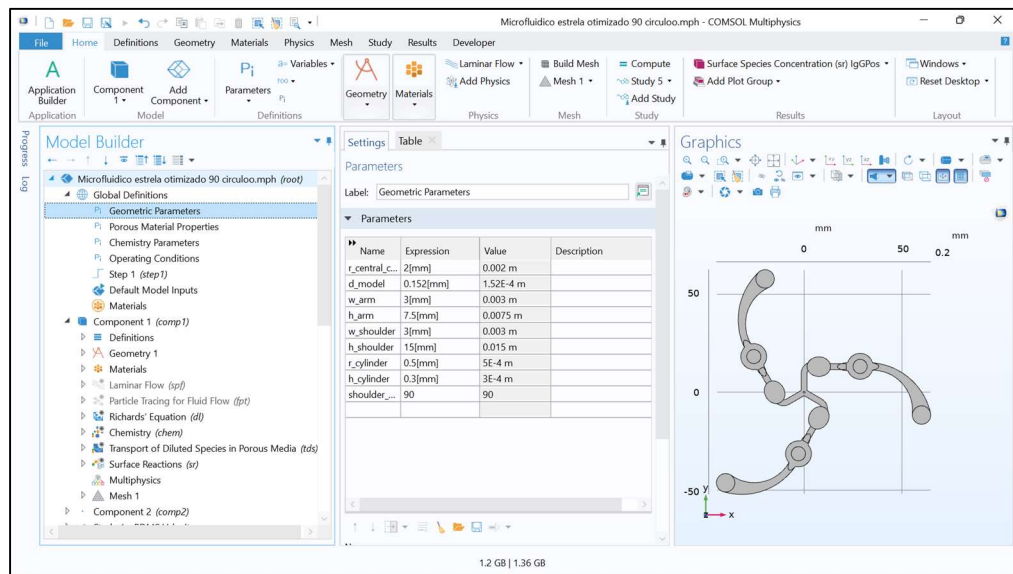 Microfluidico estrela otimizado 90 circuloo.mph - COMSOL Multiphysics
File Home Definitions Geometry Materials Physics Mesh Study Results Developer
Application Builder
Component 1
Add Component
Pi
Parameters
a= Variables
Pi
Geometry
Materials
Laminar Flow
Add Physics
Build Mesh
Mesh 1
Compute
Study 5
Add Study
Surface Species Concentration (sr) IgGPos
Add Plot Group
Windows
Reset Desktop
Application Model Definitions Physics Mesh Study Results Layout
Progress
Log
Model Builder
Microfluidico estrela otimizado 90 circuloo.mph (root)
Global Definitions
Pi Geometric Parameters
Pi Porous Material Properties
Pi Chemistry Parameters
Pi Operating Conditions
Step 1 (step1)
Default Model Inputs
Materials
Component 1 (comp1)
Definitions
Geometry 1
Materials
Laminar Flow (spf)
Particle Tracing for Fluid Flow (fpt)
Richards' Equation (dl)
Chemistry (chem)
Transport of Diluted Species in Porous Media (tds)
Surface Reactions (sr)
Multiphysics
Mesh 1
Component 2 (comp2)
Settings Table
Parameters
Label: Geometric Parameters
Parameters
Name Expression Value Description
r_central_c... 2[mm] 0.002 m
d_model 0.152[mm] 1.52E-4 m
w_arm 3[mm] 0.003 m
h_arm 7.5[mm] 0.0075 m
w_shoulder 3[mm] 0.003 m
h_shoulder 15[mm] 0.015 m
r_cylinder 0.5[mm] 5E-4 m
h_cylinder 0.3[mm] 3E-4 m
shoulder_... 90 90
Graphics
mm
mm
0 50 0.2
50
0
-50
y
z x
1.2 GB | 1.36 GB